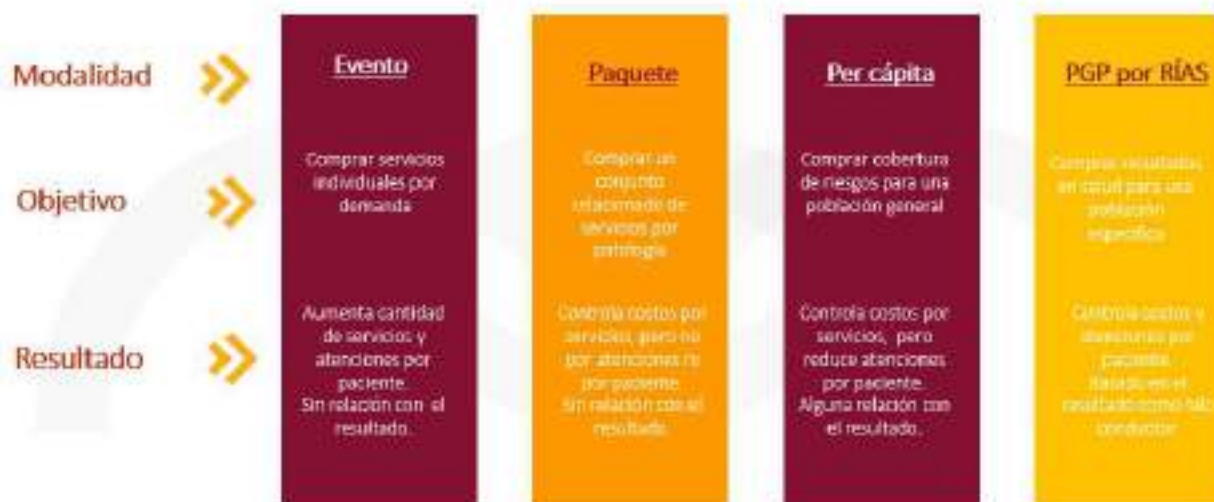 Modalidad
Evento
Paquete
Per cápita
PGP por RÍAS
Objetivo
Comprar servicios
individuales por
demanda
Comprar un
conjunto
relacionado de
servicios por
patología
Comprar cobertura
de riesgos para una
población general
Comprar resultados
en salud para una
población
específica
Resultado
Aumenta cantidad
de servicios y
atenciones por
paciente.
Sin relación con el
resultado.
Controla costos por
servicios, pero no
por atenciones ni
por paciente.
Sin relación con el
resultado.
Controla costos por
servicios, pero
reduce atenciones
por paciente.
Alguna relación con
el resultado.
Controla costos y
atenciones por
paciente
basado en el
resultado como hilo
conductor